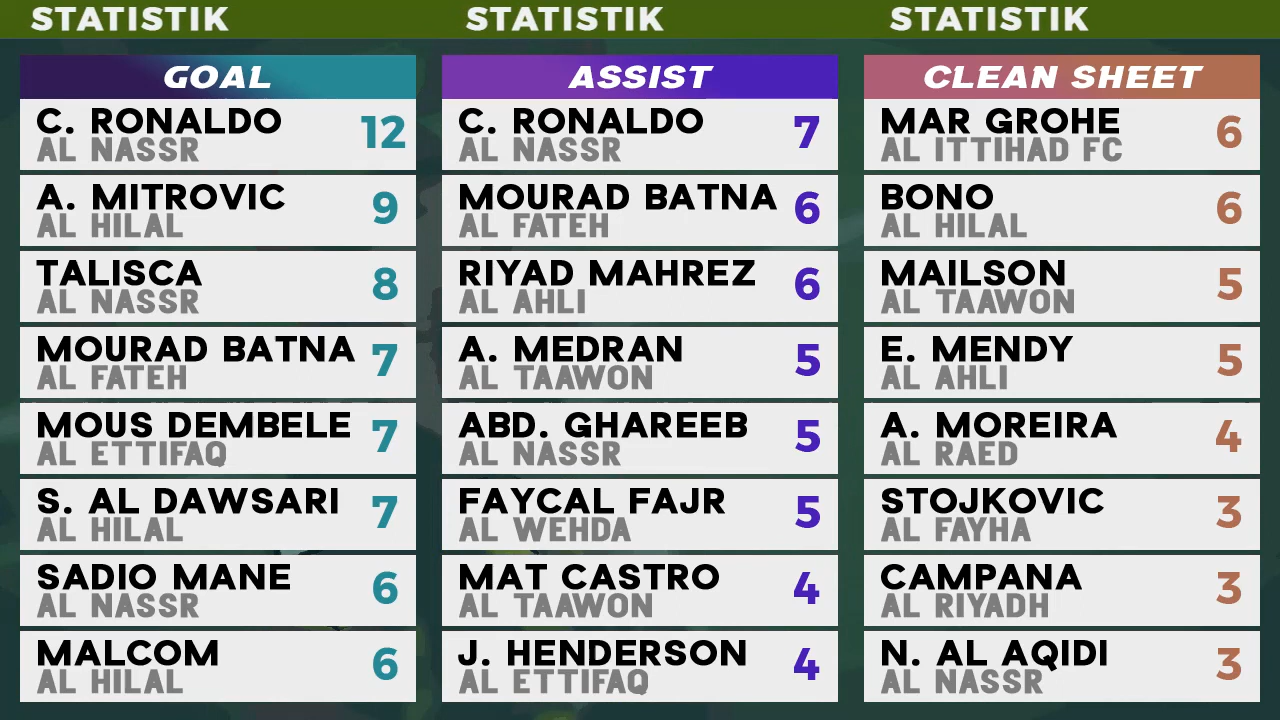 STATISTIK
GOAL
C. RONALDO 12
AL NASSR
A. MITROVIC 9
AL HILAL
TALISCA 8
AL NASSR
MOURAD BATNA 7
AL FATEH
MOUS DEMBELE 7
AL ETTIFAQ
S. AL DAWSARI 7
AL HILAL
SADIO MANE 6
AL NASSR
MALCOM 6
AL HILAL
STATISTIK
ASSIST
C. RONALDO 7
AL NASSR
MOURAD BATNA 6
AL FATEH
RIYAD MAHREZ 6
AL AHLI
A. MEDRAN 5
AL TAAWON
ABD. GHAREEB 5
AL NASSR
FAYCAL FAJR 5
AL WEHDA
MAT CASTRO 4
AL TAAWON
J. HENDERSON 4
AL ETTIFAQ
STATISTIK
CLEAN SHEET
MAR GROHE 6
AL ITTIHAD FC
BONO 6
AL HILAL
MAILSON 5
AL TAAWON
E. MENDY 5
AL AHLI
A. MOREIRA 4
AL RAED
STOJKOVIC 3
AL FAYHA
CAMPANA 3
AL RIYADH
N. AL AQIDI 3
AL NASSR